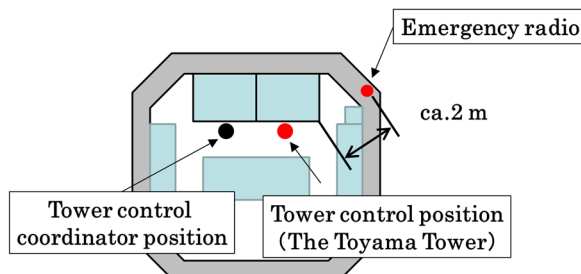 Emergency radio
ca.2 m
Tower control
coordinator position
Tower control position
(The Toyama Tower)